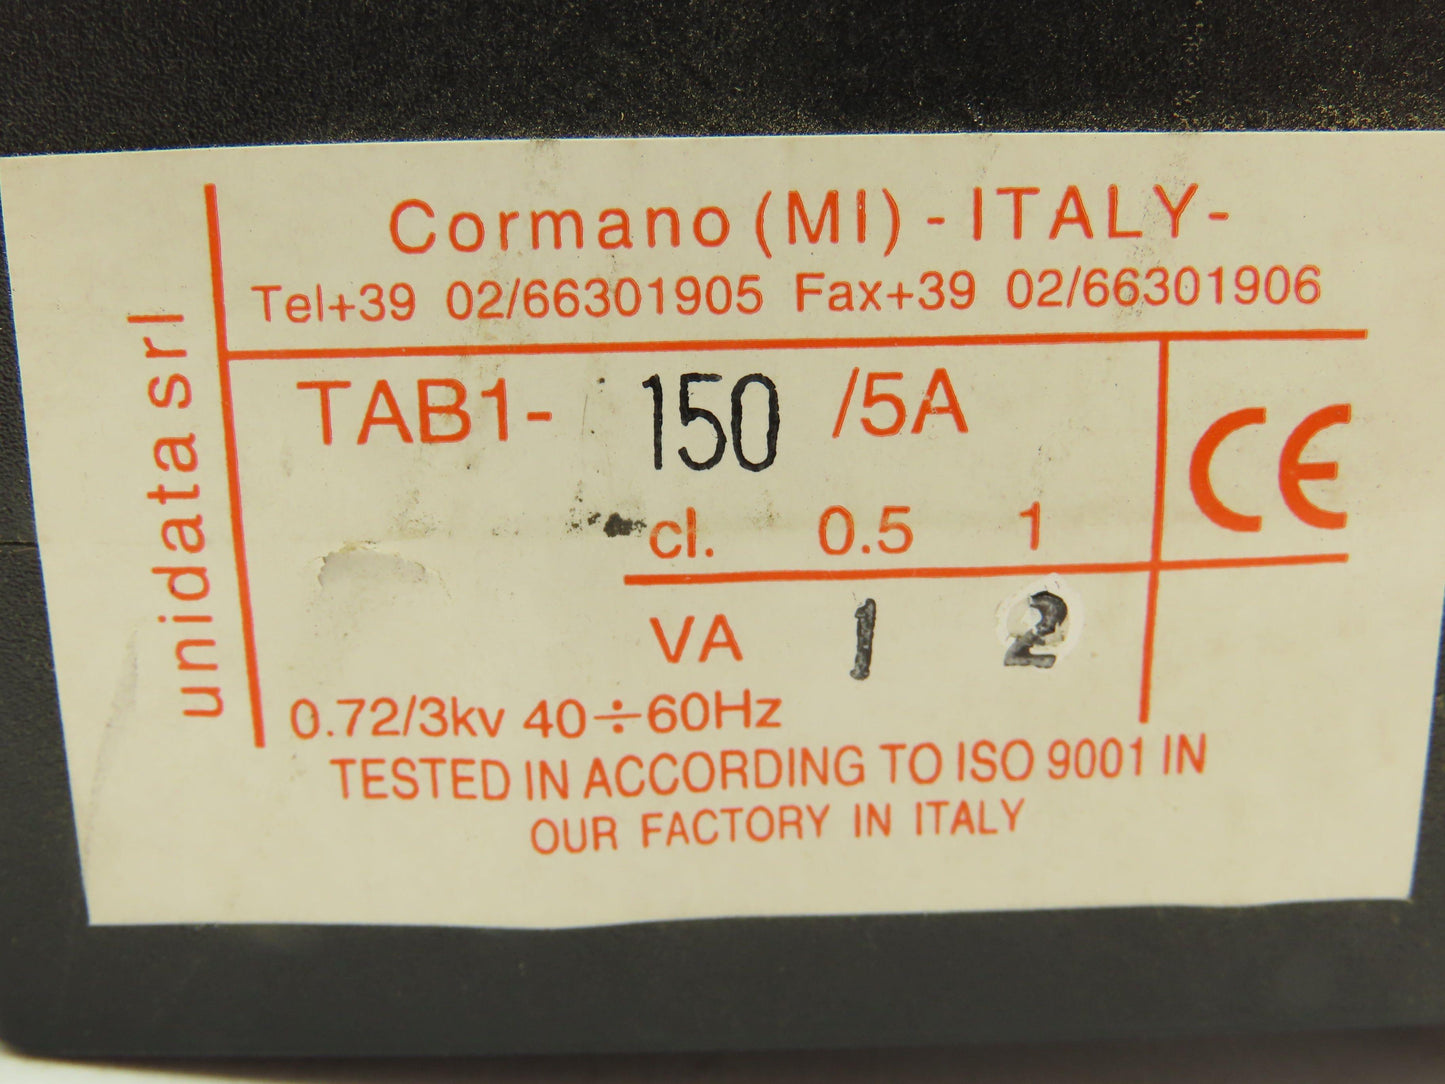 unidata srl
Cormano (MI) - ITALY-
Tel+39 02/66301905 Fax+39 02/66301906
TAB1- 150 /5A
CE
cl. 0.5 1
VA 1 2
0.72/3kv 40÷60Hz
TESTED IN ACCORDING TO ISO 9001 IN
OUR FACTORY IN ITALY